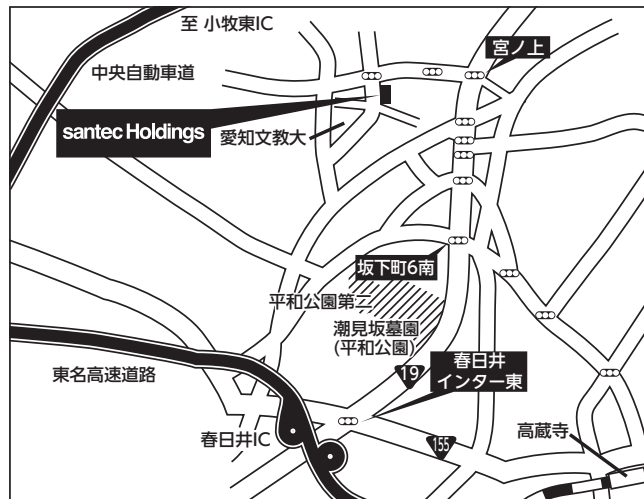 至 小牧東IC
宮ノ上
中央自動車道
santec Holdings
愛知文教大
坂下町6南
平和公園第二
潮見坂墓園
(平和公園)
春日井
インター東
19
東名高速道路
春日井IC
155
高蔵寺